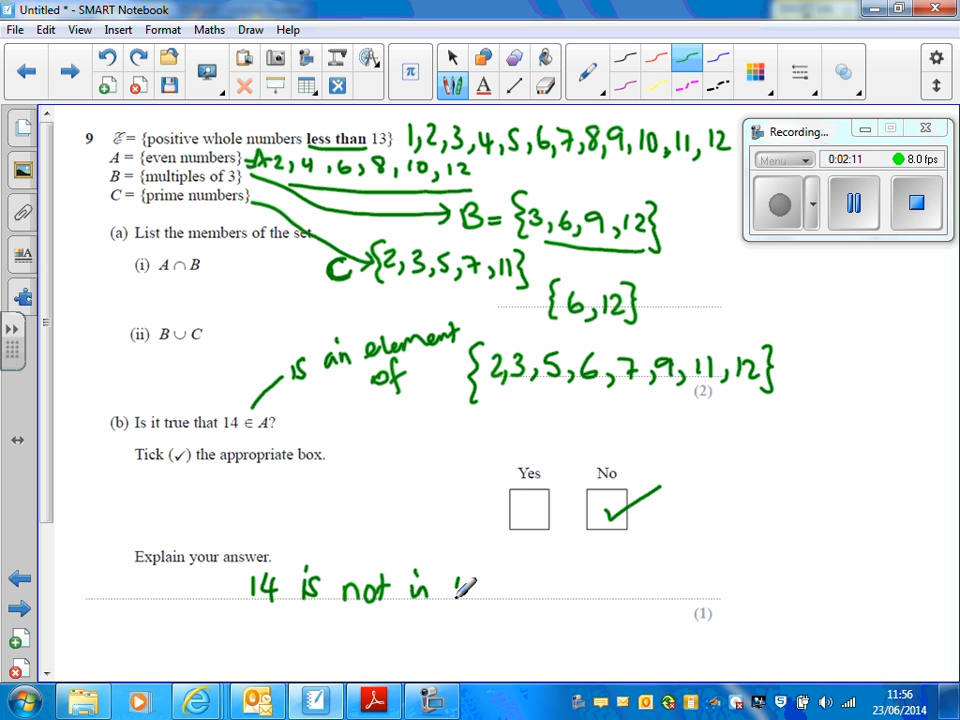 Untitled * - SMART Notebook
File Edit View Insert Format Maths Draw Help
Recording...
Menu
0:02:11 8.0 fps
9 ℰ = {positive whole numbers less than 13} 1, 2, 3, 4, 5, 6, 7, 8, 9, 10, 11, 12
A = {even numbers} A 2, 4, 6, 8, 10, 12
B = {multiples of 3}
C = {prime numbers}
B = {3, 6, 9, 12}
(a) List the members of the set
C {2, 3, 5, 7, 11}
(i) A ∩ B
{6, 12}
(ii) B ∪ C
is an element of
{2, 3, 5, 6, 7, 9, 11, 12}
(2)
(b) Is it true that 14 ∈ A?
Tick (✓) the appropriate box.
Yes No
✓
Explain your answer.
14 is not in
(1)
11:56
23/06/2014